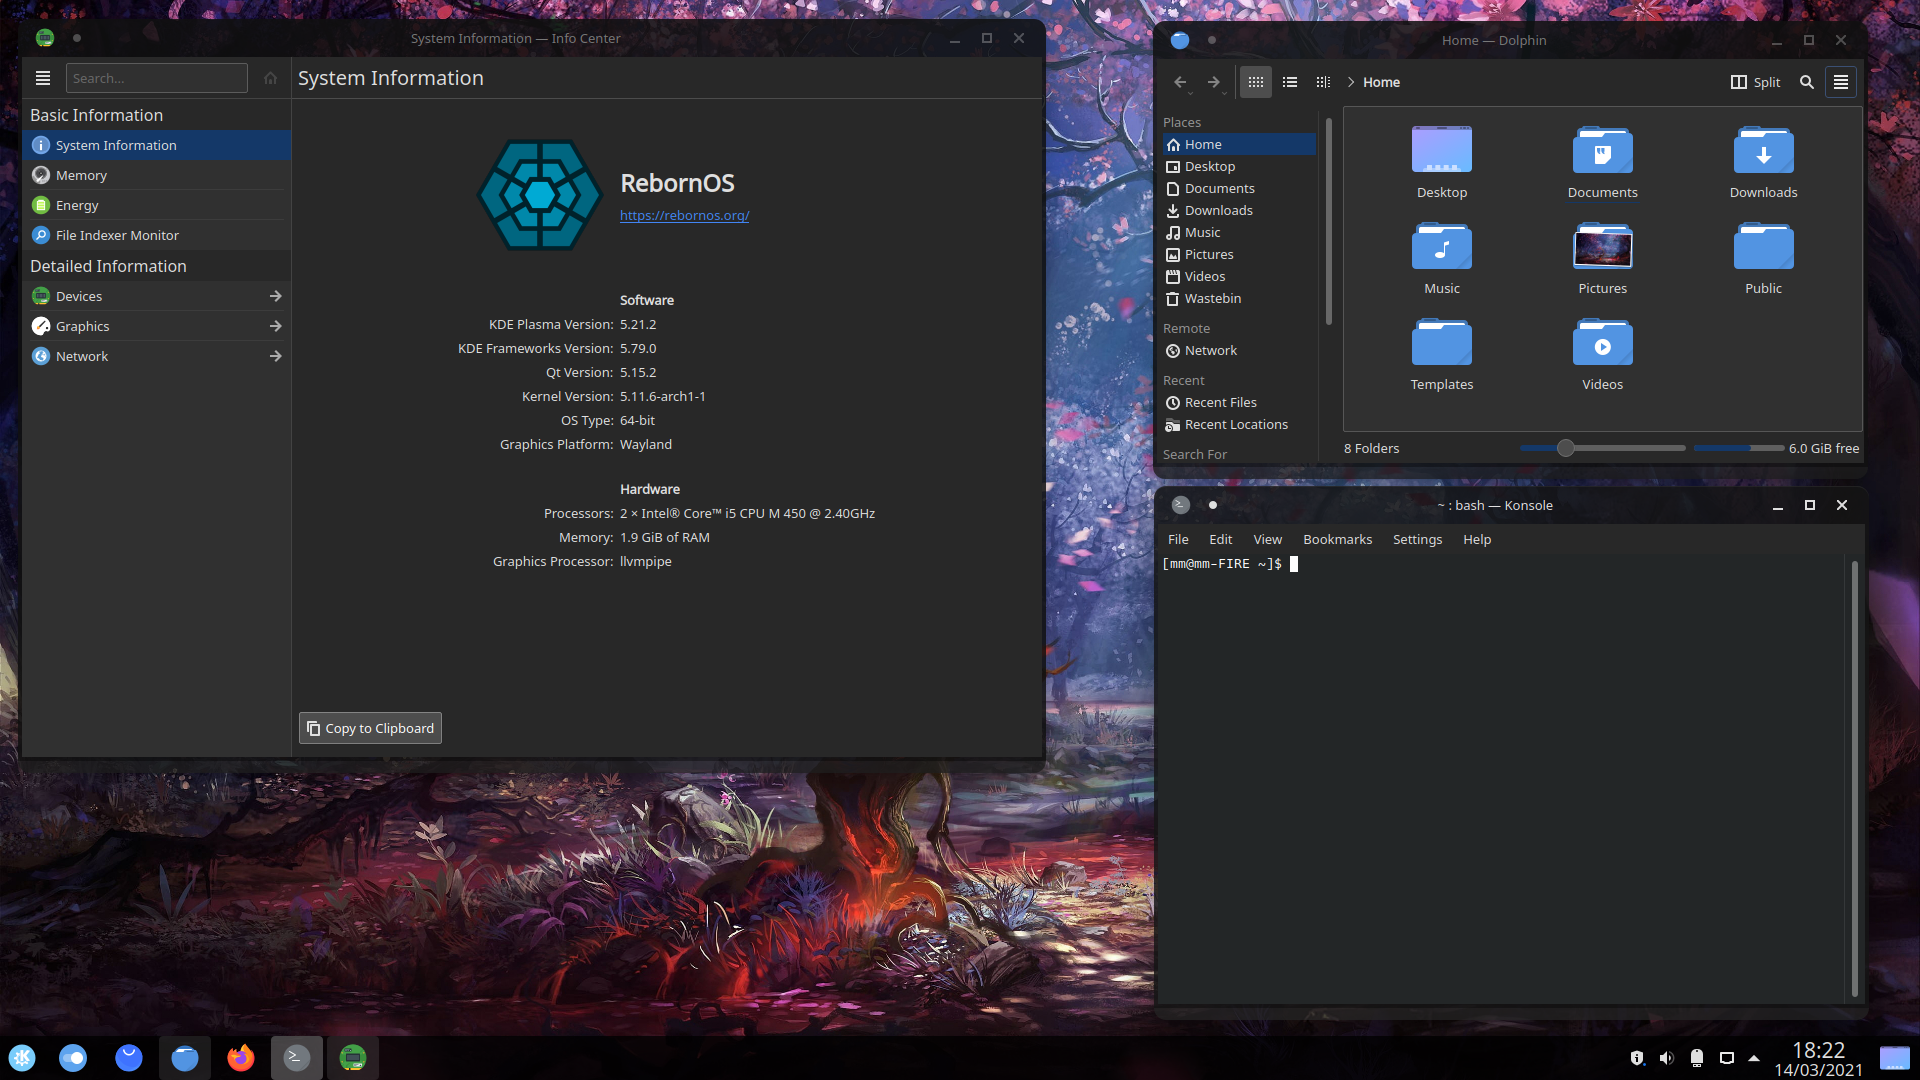 System Information — Info Center
Search...
System Information
Basic Information
System Information
Memory
Energy
File Indexer Monitor
Detailed Information
Devices
Graphics
Network
RebornOS
https://rebornos.org/
Software
KDE Plasma Version: 5.21.2
KDE Frameworks Version: 5.79.0
Qt Version: 5.15.2
Kernel Version: 5.11.6-arch1-1
OS Type: 64-bit
Graphics Platform: Wayland
Hardware
Processors: 2 × Intel® Core™ i5 CPU M 450 @ 2.40GHz
Memory: 1.9 GiB of RAM
Graphics Processor: llvmpipe
Copy to Clipboard
Home — Dolphin
Home
Split
Places
Home
Desktop
Documents
Downloads
Music
Pictures
Videos
Wastebin
Remote
Network
Recent
Recent Files
Recent Locations
Search For
Desktop
Documents
Downloads
Music
Pictures
Public
Templates
Videos
8 Folders
6.0 GiB free
~ : bash — Konsole
File Edit View Bookmarks Settings Help
[mm@mm-FIRE ~]$
18:22
14/03/2021